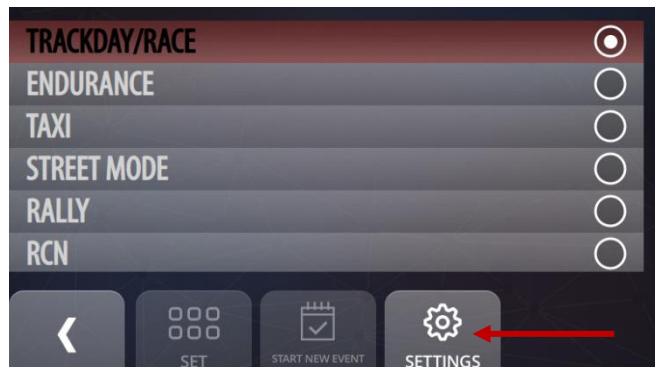 TRACKDAY/RACE
ENDURANCE
TAXI
STREET MODE
RALLY
RCN
SET
START NEW EVENT
SETTINGS